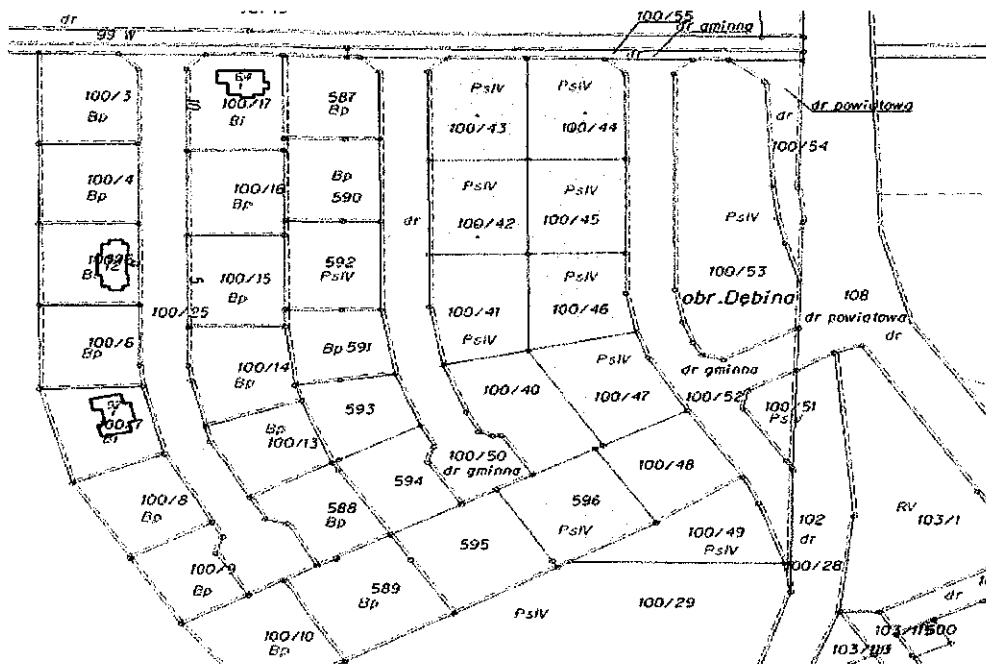 dr
99 W
100/55
dr gminna
dr
100/3
Bp
100/17
Bi
587
Bp
PsIV
100/43
PsIV
100/44
dr powiatowa
dr
100/54
100/4
Bp
100/16
Bp
Bp
590
dr
PsIV
100/42
PsIV
100/45
PsIV
100/53
obr. Dębina
12
100/15
Bp
5
592
PsIV
100/41
PsIV
PsIV
100/46
108
dr powiatowa
dr
100/25
100/6
Bp
100/14
Bp
Bp 591
100/40
PsIV
100/47
dr gminna
100/52
100/51
Ps
Bi
Bp
100/13
593
100/50
dr gminna
100/48
100/8
Bp
588
Bp
594
596
PsIV
595
100/49
PsIV
102
dr
100/28
RV
103/1
100/9
Bp
589
Bp
PsIV
100/29
dr
100/10
Bp